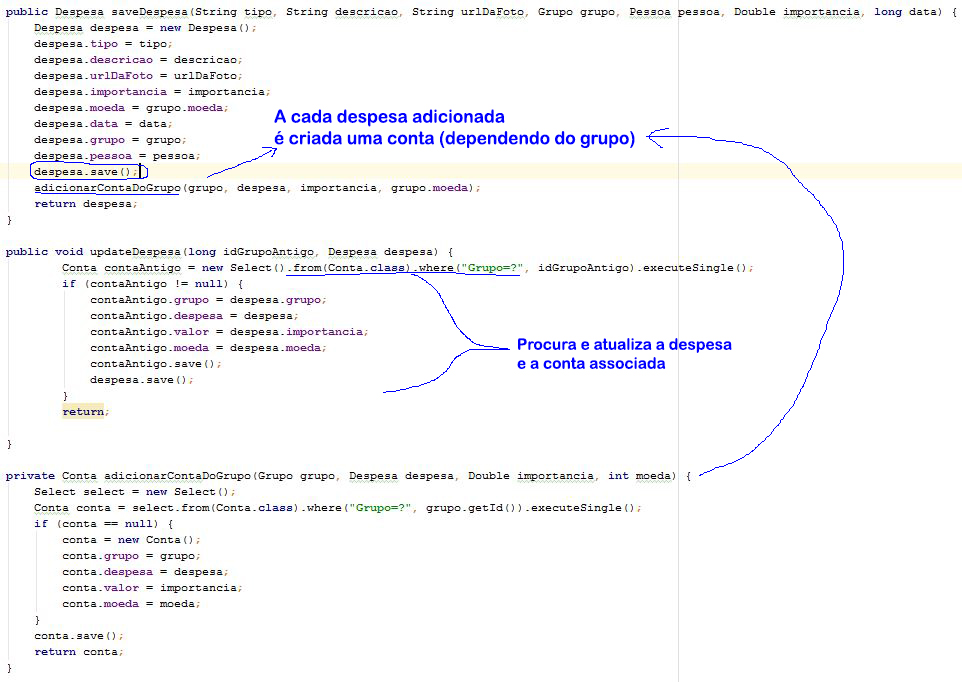 public Despesa saveDespesa(String tipo, String descricao, String urlDaFoto, Grupo grupo, Pessoa pessoa, Double importancia, long data) {
Despesa despesa = new Despesa();
despesa.tipo = tipo;
despesa.descricao = descricao;
despesa.urlDaFoto = urlDaFoto;
despesa.importancia = importancia;
despesa.moeda = grupo.moeda;
despesa.data = data;
despesa.grupo = grupo;
despesa.pessoa = pessoa;
despesa.save();
adicionarContaDoGrupo(grupo, despesa, importancia, grupo.moeda);
return despesa;
}
A cada despesa adicionada
é criada uma conta (dependendo do grupo)
public void updateDespesa(long idGrupoAntigo, Despesa despesa) {
Conta contaAntigo = new Select().from(Conta.class).where("Grupo=?", idGrupoAntigo).executeSingle();
if (contaAntigo != null) {
contaAntigo.grupo = despesa.grupo;
contaAntigo.despesa = despesa;
contaAntigo.valor = despesa.importancia;
contaAntigo.moeda = despesa.moeda;
contaAntigo.save();
despesa.save();
}
return;
}
Procura e atualiza a despesa
e a conta associada
private Conta adicionarContaDoGrupo(Grupo grupo, Despesa despesa, Double importancia, int moeda) {
Select select = new Select();
Conta conta = select.from(Conta.class).where("Grupo=?", grupo.getId()).executeSingle();
if (conta == null) {
conta = new Conta();
conta.grupo = grupo;
conta.despesa = despesa;
conta.valor = importancia;
conta.moeda = moeda;
}
conta.save();
return conta;
}